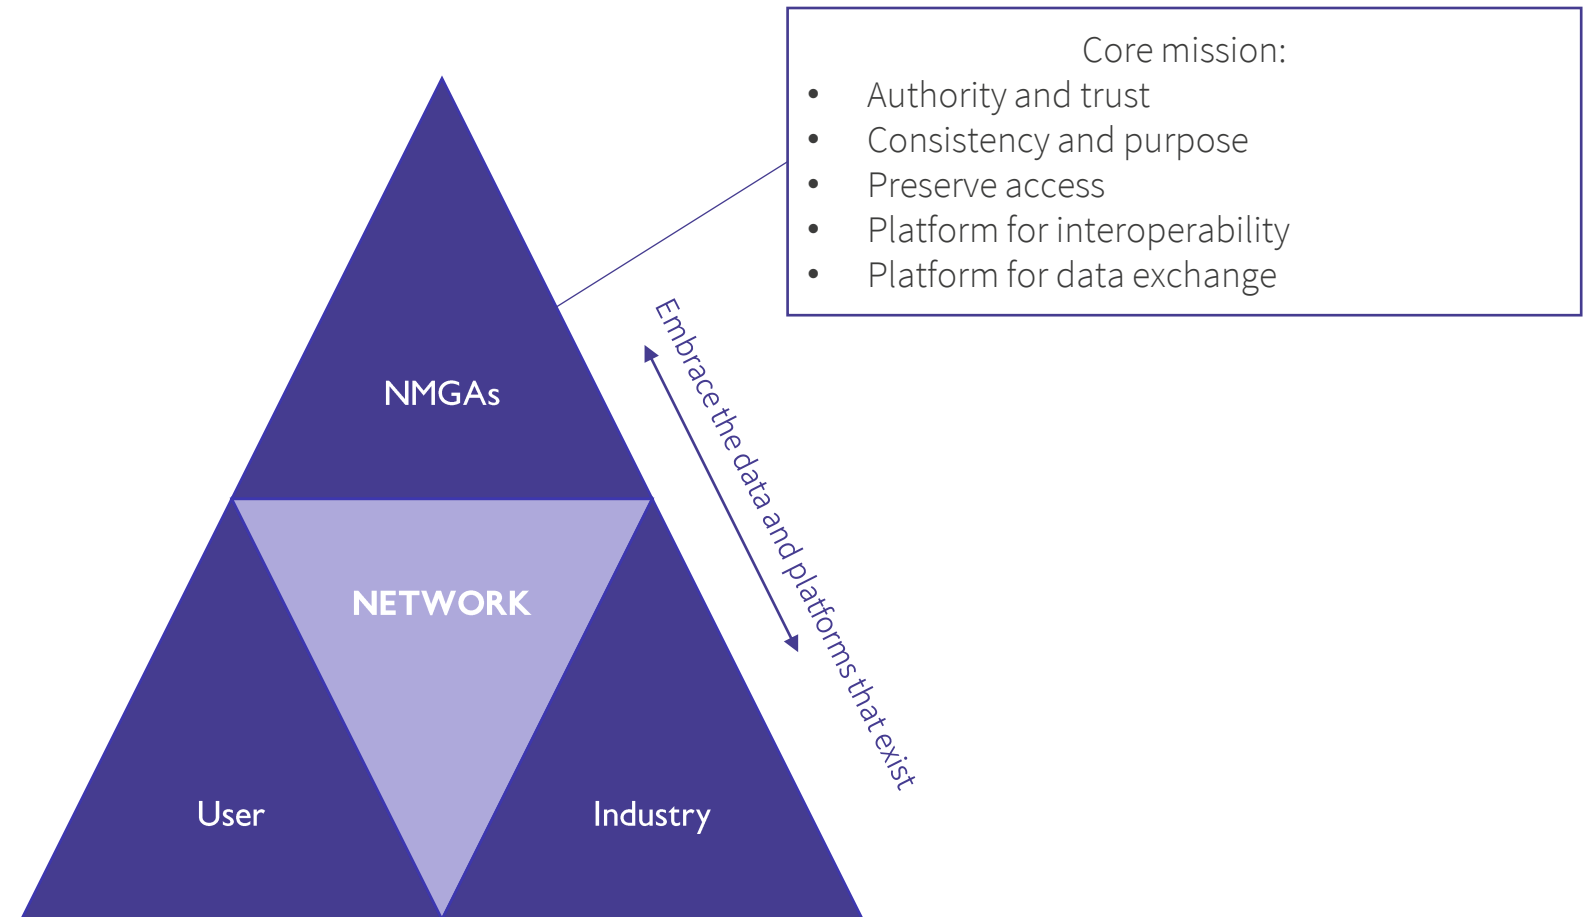 Core mission:
• Authority and trust
• Consistency and purpose
• Preserve access
• Platform for interoperability
• Platform for data exchange
Embrace the data and platforms that exist
NMGAs
NETWORK
User
Industry